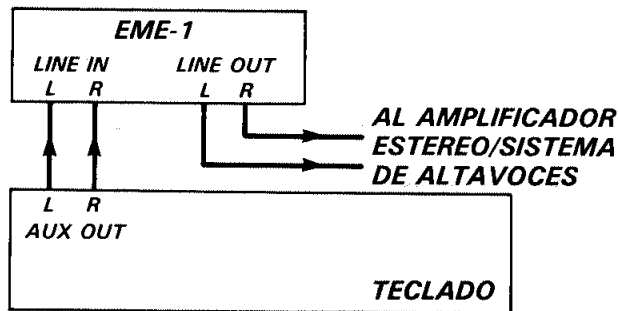 EME-1
LINE IN LINE OUT
L R L R
AL AMPLIFICADOR
ESTEREO/SISTEMA
DE ALTAVOCES
L R
AUX OUT
TECLADO